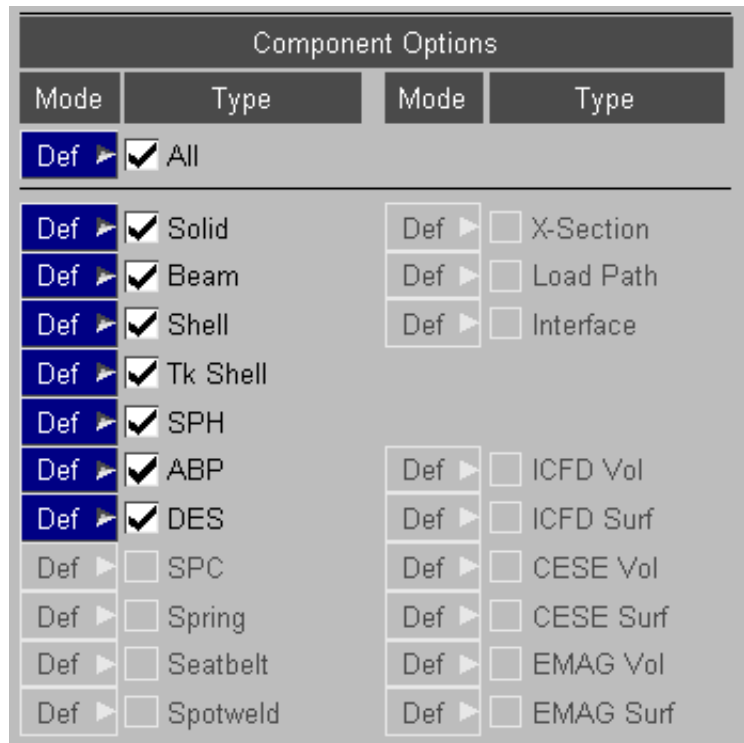 Component Options
Mode Type Mode Type
Def All
Def Solid Def X-Section
Def Beam Def Load Path
Def Shell Def Interface
Def Tk Shell
Def SPH
Def ABP Def ICFD Vol
Def DES Def ICFD Surf
Def SPC Def CESE Vol
Def Spring Def CESE Surf
Def Seatbelt Def EMAG Vol
Def Spotweld Def EMAG Surf